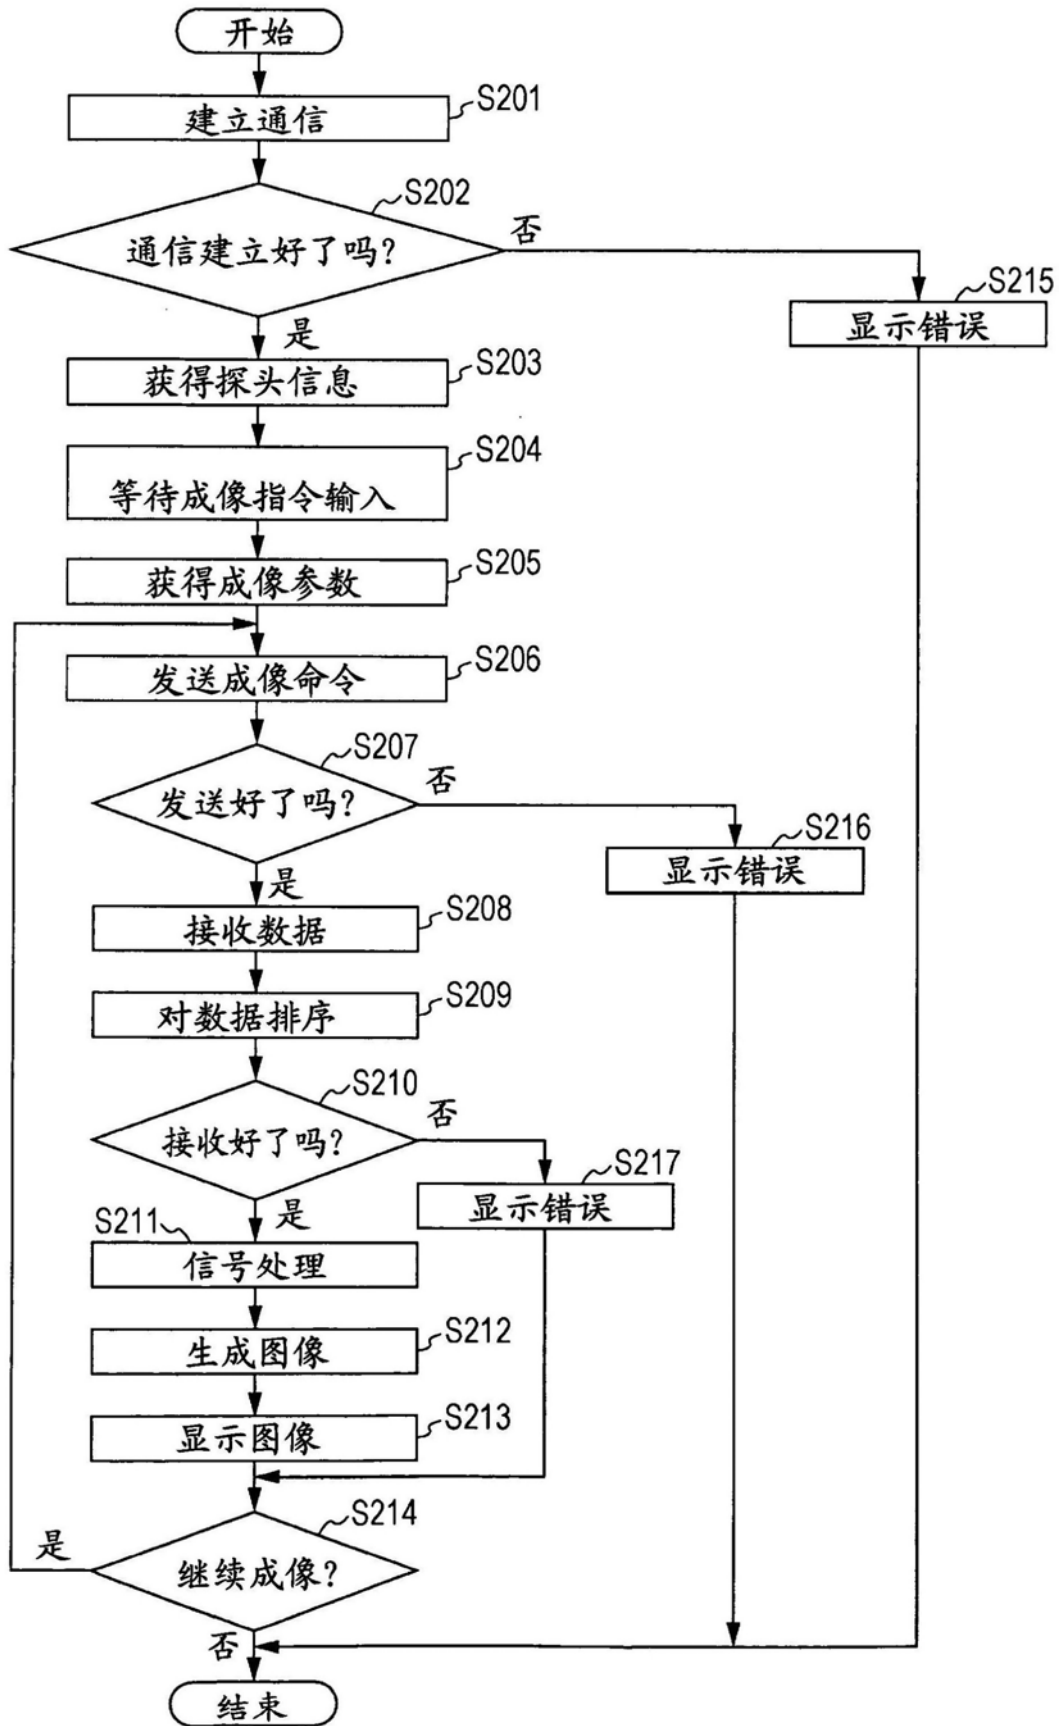 开始
建立通信
S201
S202
通信建立好了吗?
否
S215
显示错误
是
获得探头信息
S203
S204
等待成像指令输入
获得成像参数
S205
发送成像命令
S206
S207
发送好了吗?
否
S216
显示错误
是
接收数据
S208
对数据排序
S209
S210
接收好了吗?
否
S217
显示错误
是
S211
信号处理
生成图像
S212
显示图像
S213
S214
继续成像?
是
否
结束